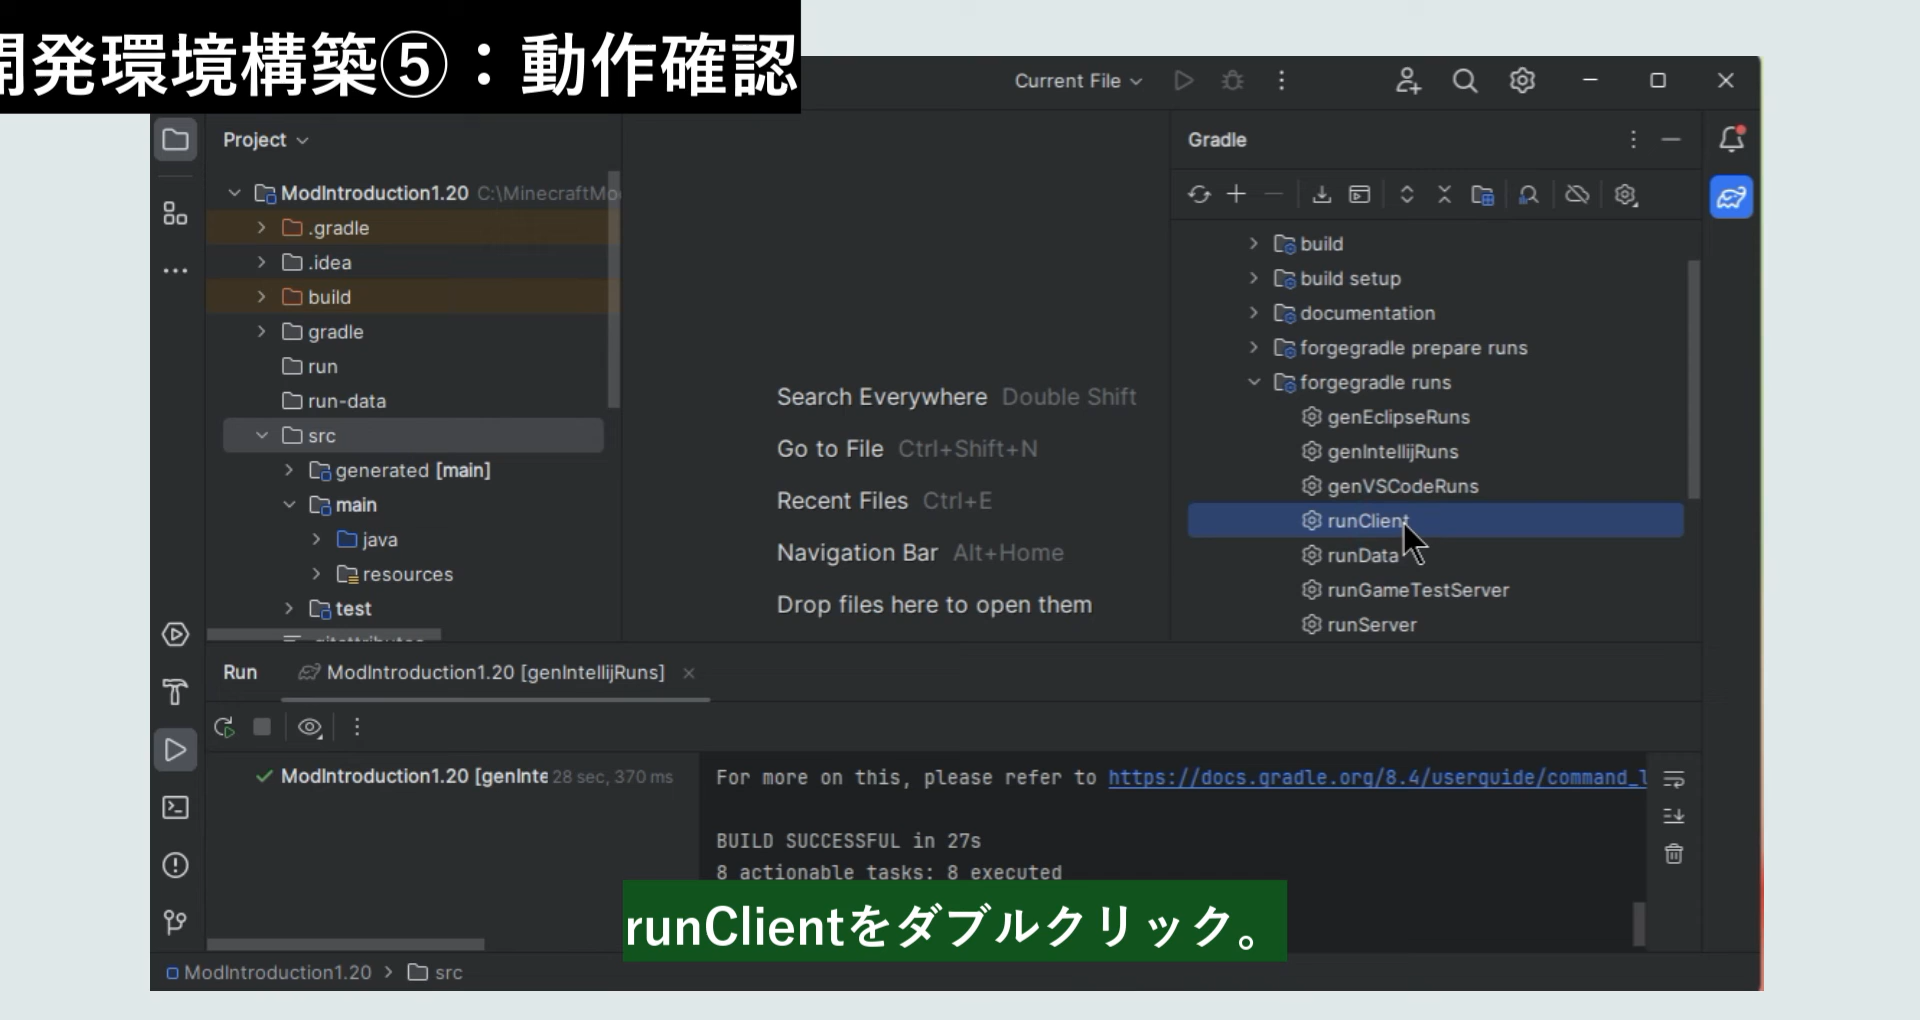 開発環境構築⑤：動作確認
Current File
Project
Gradle
ModIntroduction1.20 C:\MinecraftMo
.gradle
.idea
build
gradle
run
run-data
src
generated [main]
main
java
resources
test
.gitattributes
Search Everywhere Double Shift
Go to File Ctrl+Shift+N
Recent Files Ctrl+E
Navigation Bar Alt+Home
Drop files here to open them
build
build setup
documentation
forgegradle prepare runs
forgegradle runs
genEclipseRuns
genIntellijRuns
genVSCodeRuns
runClient
runData
runGameTestServer
runServer
Run ModIntroduction1.20 [genIntellijRuns]
ModIntroduction1.20 [genInte 28 sec, 370 ms
For more on this, please refer to https://docs.gradle.org/8.4/userguide/command_l
BUILD SUCCESSFUL in 27s
8 actionable tasks: 8 executed
runClientをダブルクリック。
ModIntroduction1.20 > src